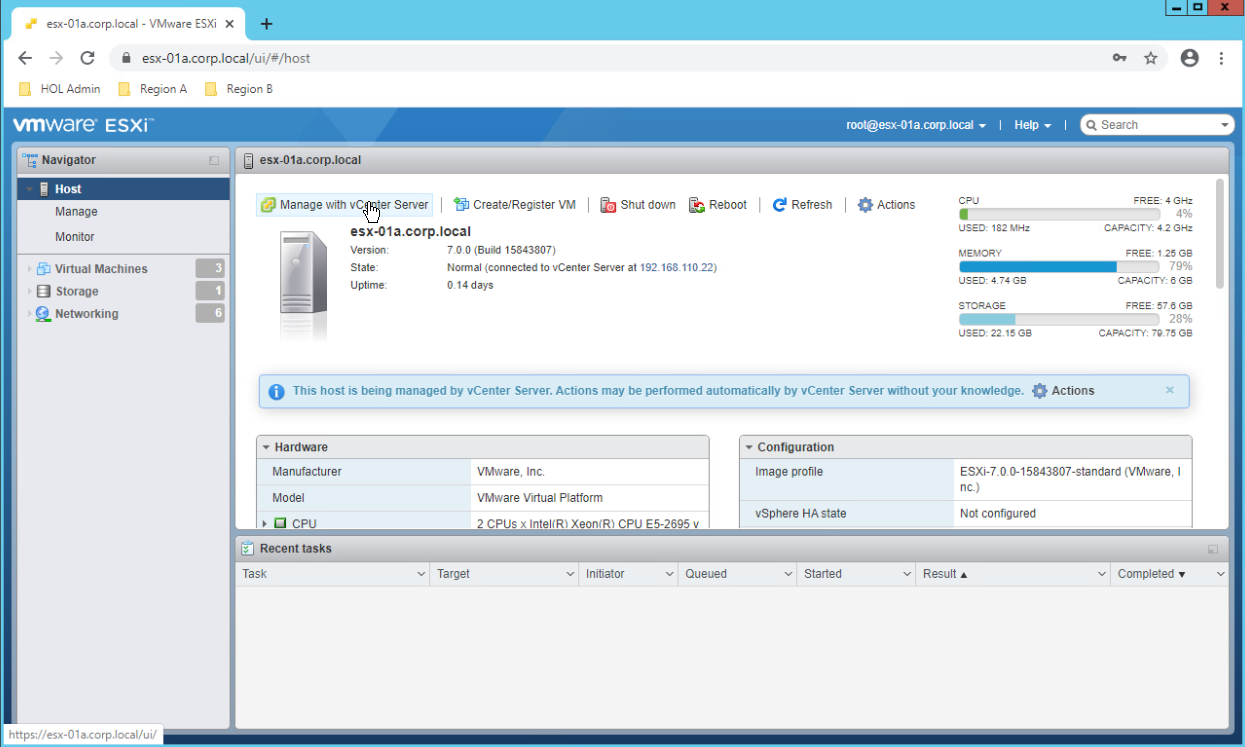 esx-01a.corp.local - VMware ESXi
esx-01a.corp.local/ui/#/host
HOL Admin Region A Region B
vmware ESXi™
root@esx-01a.corp.local | Help | Search
Navigator
esx-01a.corp.local
Host
Manage
Monitor
Virtual Machines 3
Storage 1
Networking 6
Manage with vCenter Server | Create/Register VM | Shut down Reboot | Refresh | Actions
esx-01a.corp.local
Version: 7.0.0 (Build 15843807)
State: Normal (connected to vCenter Server at 192.168.110.22)
Uptime: 0.14 days
CPU FREE: 4 GHz
4%
USED: 182 MHz CAPACITY: 4.2 GHz
MEMORY FREE: 1.25 GB
79%
USED: 4.74 GB CAPACITY: 6 GB
STORAGE FREE: 57.6 GB
28%
USED: 22.15 GB CAPACITY: 79.75 GB
This host is being managed by vCenter Server. Actions may be performed automatically by vCenter Server without your knowledge. Actions
Hardware
Manufacturer VMware, Inc.
Model VMware Virtual Platform
CPU 2 CPUs x Intel(R) Xeon(R) CPU E5-2695 v
Configuration
Image profile ESXi-7.0.0-15843807-standard (VMware, I
nc.)
vSphere HA state Not configured
Recent tasks
Task Target Initiator Queued Started Result Completed
https://esx-01a.corp.local/ui/